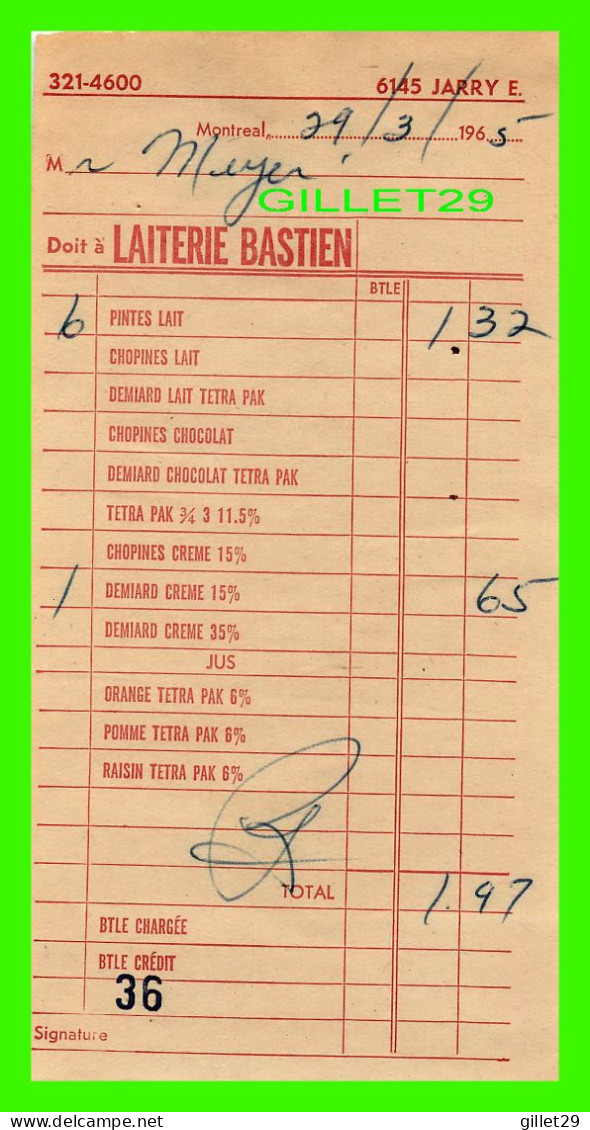 321-4600 6145 JARRY E.
Montreal, 29/3/ 1965
Mr Meyer
GILLET29
Doit à LAITERIE BASTIEN
BTLE
6 PINTES LAIT 1.32
CHOPINES LAIT
DEMIARD LAIT TETRA PAK
CHOPINES CHOCOLAT
DEMIARD CHOCOLAT TETRA PAK
TETRA PAK ¾ 3 11.5%
CHOPINES CREME 15%
1 DEMIARD CREME 15% 65
DEMIARD CREME 35%
JUS
ORANGE TETRA PAK 6%
POMME TETRA PAK 6%
RAISIN TETRA PAK 6%
TOTAL 1.97
BTLE CHARGÉE
BTLE CRÉDIT
36
Signature
delcampe.net
gillet29